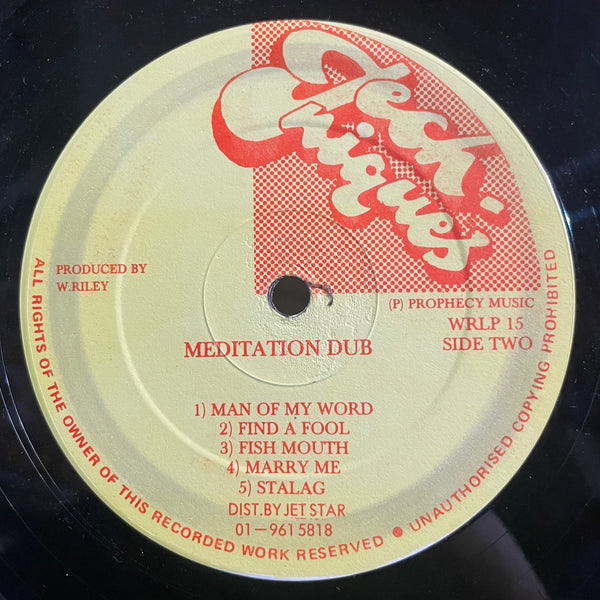 Tech-
niques
PRODUCED BY
W.RILEY
(P) PROPHECY MUSIC
WRLP 15
SIDE TWO
MEDITATION DUB
1) MAN OF MY WORD
2) FIND A FOOL
3) FISH MOUTH
4) MARRY ME
5) STALAG
DIST.BY JET STAR
01-961 5818
ALL RIGHTS OF THE OWNER OF THIS RECORDED WORK RESERVED ● UNAUTHORISED COPYING PROHIBITED